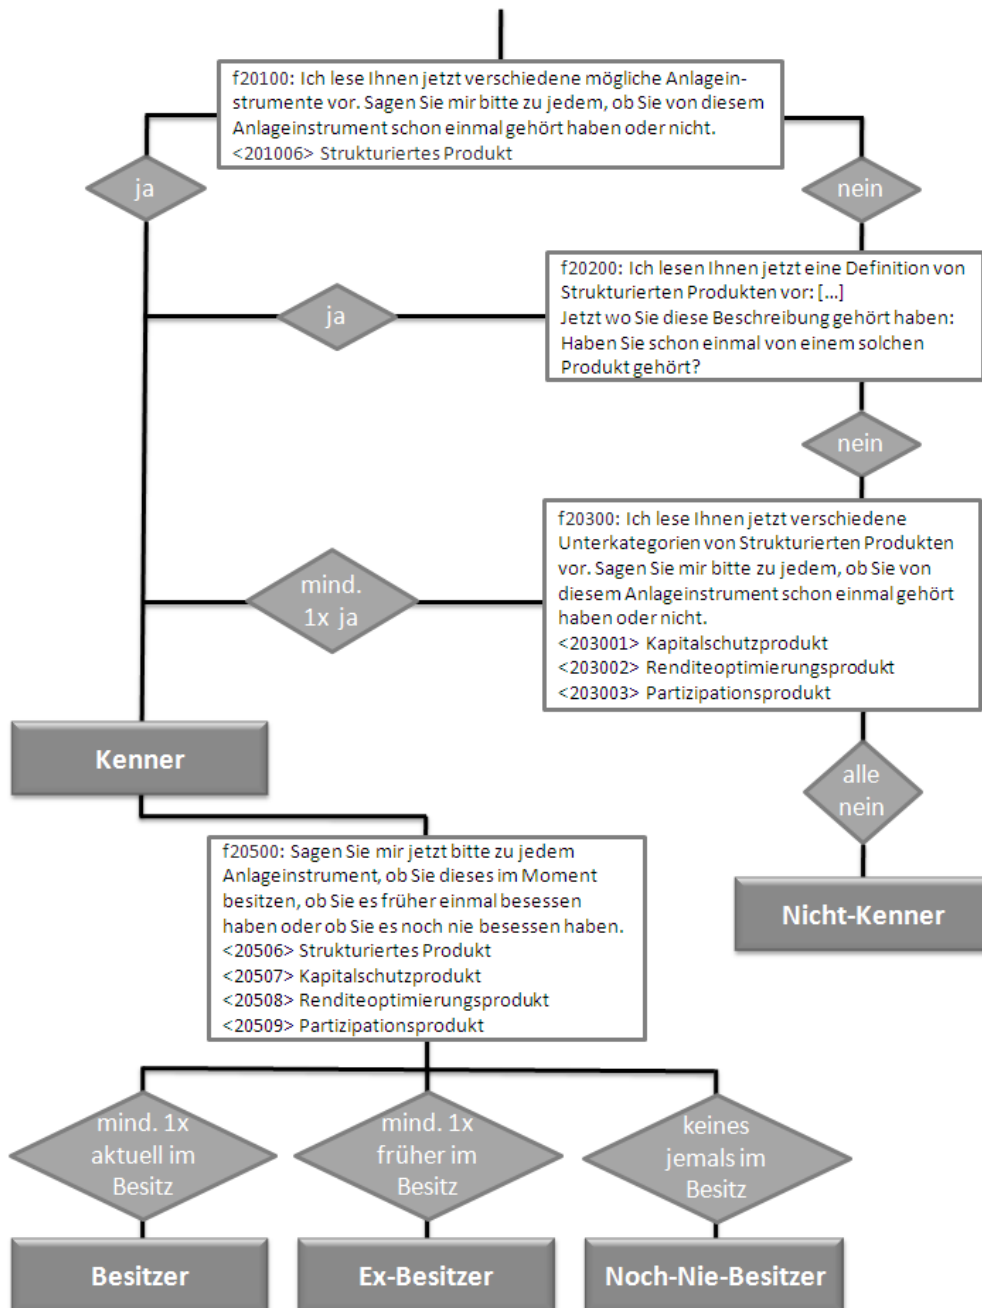 f20100: Ich lese Ihnen jetzt verschiedene mögliche Anlagein-
strumente vor. Sagen Sie mir bitte zu jedem, ob Sie von diesem
Anlageinstrument schon einmal gehört haben oder nicht.
<201006> Strukturiertes Produkt
ja
nein
f20200: Ich lesen Ihnen jetzt eine Definition von
Strukturierten Produkten vor: [...]
Jetzt wo Sie diese Beschreibung gehört haben:
Haben Sie schon einmal von einem solchen
Produkt gehört?
ja
nein
f20300: Ich lese Ihnen jetzt verschiedene
Unterkategorien von Strukturierten Produkten
vor. Sagen Sie mir bitte zu jedem, ob Sie von
diesem Anlageinstrument schon einmal gehört
haben oder nicht.
<203001> Kapitalschutzprodukt
<203002> Renditeoptimierungsprodukt
<203003> Partizipationsprodukt
mind.
1x ja
Kenner
alle
nein
f20500: Sagen Sie mir jetzt bitte zu jedem
Anlageinstrument, ob Sie dieses im Moment
besitzen, ob Sie es früher einmal besessen
haben oder ob Sie es noch nie besessen haben.
<20506> Strukturiertes Produkt
<20507> Kapitalschutzprodukt
<20508> Renditeoptimierungsprodukt
<20509> Partizipationsprodukt
Nicht-Kenner
mind. 1x
aktuell im
Besitz
mind. 1x
früher im
Besitz
keines
jemals im
Besitz
Besitzer
Ex-Besitzer
Noch-Nie-Besitzer